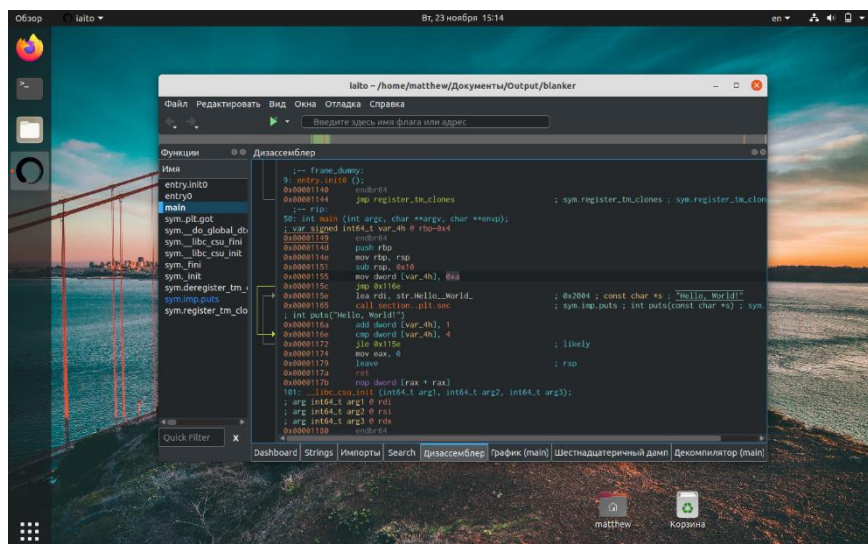 Обзор
iaito
Вт, 23 ноября 15:14
en
iaito – /home/matthew/Документы/Output/blanker
Файл Редактировать Вид Окна Отладка Справка
Введите здесь имя флага или адрес
Функции
Имя
entry.init0
entry0
main
sym..plt.got
sym.__do_global_dt
sym.__libc_csu_fini
sym.__libc_csu_init
sym._fini
sym._init
sym.deregister_tm_
sym.imp.puts
sym.register_tm_clo
Quick Filter X
Дизассемблер
;-- frame_dummy:
9: entry.init0 ();
0x00001140 endbr64
0x00001144 jmp register_tm_clones ; sym.register_tm_clones ; sym.register_tm_clon
;-- rip:
50: int main (int argc, char **argv, char **envp);
; var signed int64_t var_4h @ rbp-0x4
0x00001149 endbr64
0x0000114d push rbp
0x0000114e mov rbp, rsp
0x00001151 sub rsp, 0x10
0x00001155 mov dword [var_4h], 0xa
0x0000115c jmp 0x116e
0x0000115e lea rdi, str.Hello__World_ ; 0x2004 ; const char *s ; "Hello, World!"
0x00001165 call section..plt.sec ; sym.imp.puts ; int puts(const char *s) ; sym.
; int puts("Hello, World!")
0x0000116a add dword [var_4h], 1
0x0000116e cmp dword [var_4h], 4
0x00001172 jle 0x115e ; likely
0x00001174 mov eax, 0
0x00001179 leave ; rsp
0x0000117a ret
0x0000117b nop dword [rax + rax]
101: __libc_csu_init (int64_t arg1, int64_t arg2, int64_t arg3);
; arg int64_t arg1 @ rdi
; arg int64_t arg2 @ rsi
; arg int64_t arg3 @ rdx
0x00001180 endbr64
Dashboard Strings Импорты Search Дизассемблер График (main) Шестнадцатеричный дамп Декомпилятор (main)
matthew
Корзина